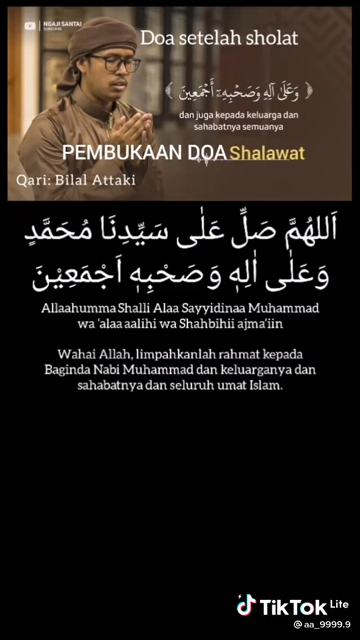 NGAJI SANTAI
Doa setelah sholat
﴿ وَعَلَى آلِهِ وَصَحْبِهِ أَجْمَعِينَ ﴾
dan juga kepada keluarga dan
sahabatnya semuanya
PEMBUKAAN DOA Shalawat
Qari: Bilal Attaki
اَللهُمَّ صَلِّ عَلٰى سَيِّدِنَا مُحَمَّدٍ
وَعَلٰى اٰلِهٖ وَصَحْبِهٖ اَجْمَعِيْنَ
Allaahumma Shalli Alaa Sayyidinaa Muhammad
wa ‘alaa aalihi wa Shahbihii ajma‘iin
Wahai Allah, limpahkanlah rahmat kepada
Baginda Nabi Muhammad dan keluarganya dan
sahabatnya dan seluruh umat Islam.
TikTok Lite
@aa_9999.9